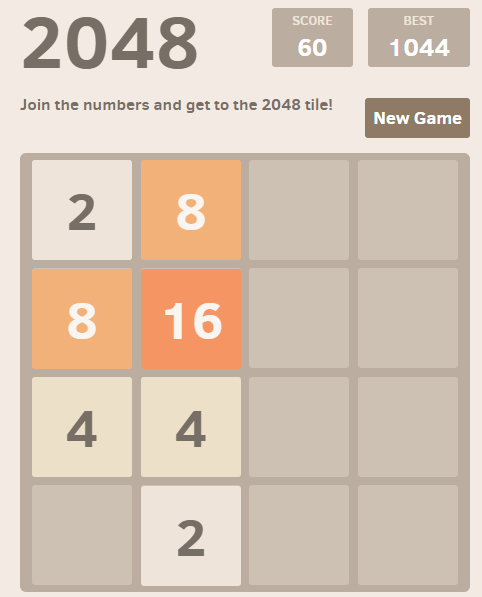 2048
SCORE
60
BEST
1044
Join the numbers and get to the 2048 tile!
New Game
2 8
8 16
4 4
2